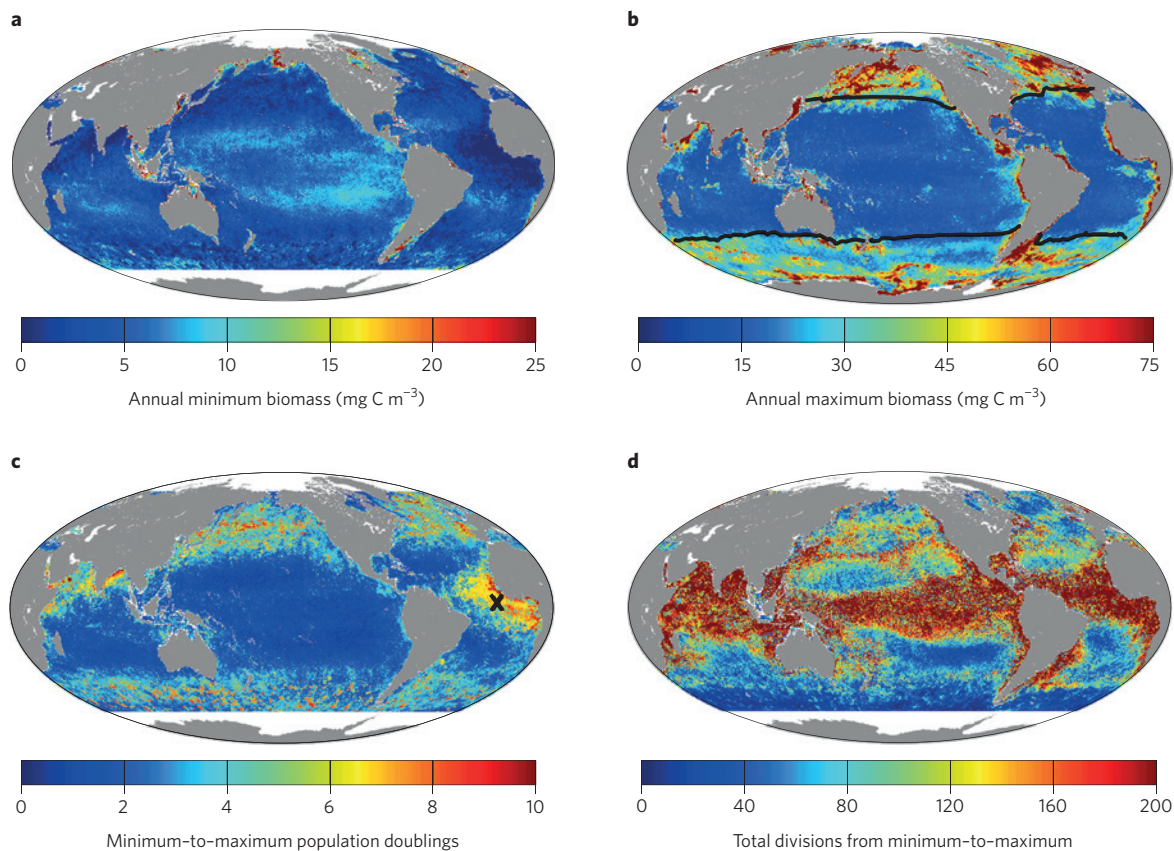 a
b
0 5 10 15 20 25
Annual minimum biomass (mg C m⁻³)
0 15 30 45 60 75
Annual maximum biomass (mg C m⁻³)
c
d
x
0 2 4 6 8 10
Minimum–to–maximum population doublings
0 40 80 120 160 200
Total divisions from minimum–to–maximum